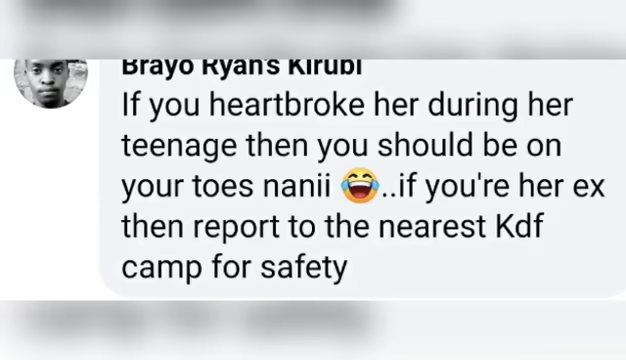 Brayo Ryan's Kirubi
If you heartbroke her during her
teenage then you should be on
your toes nanii 😂..if you're her ex
then report to the nearest Kdf
camp for safety